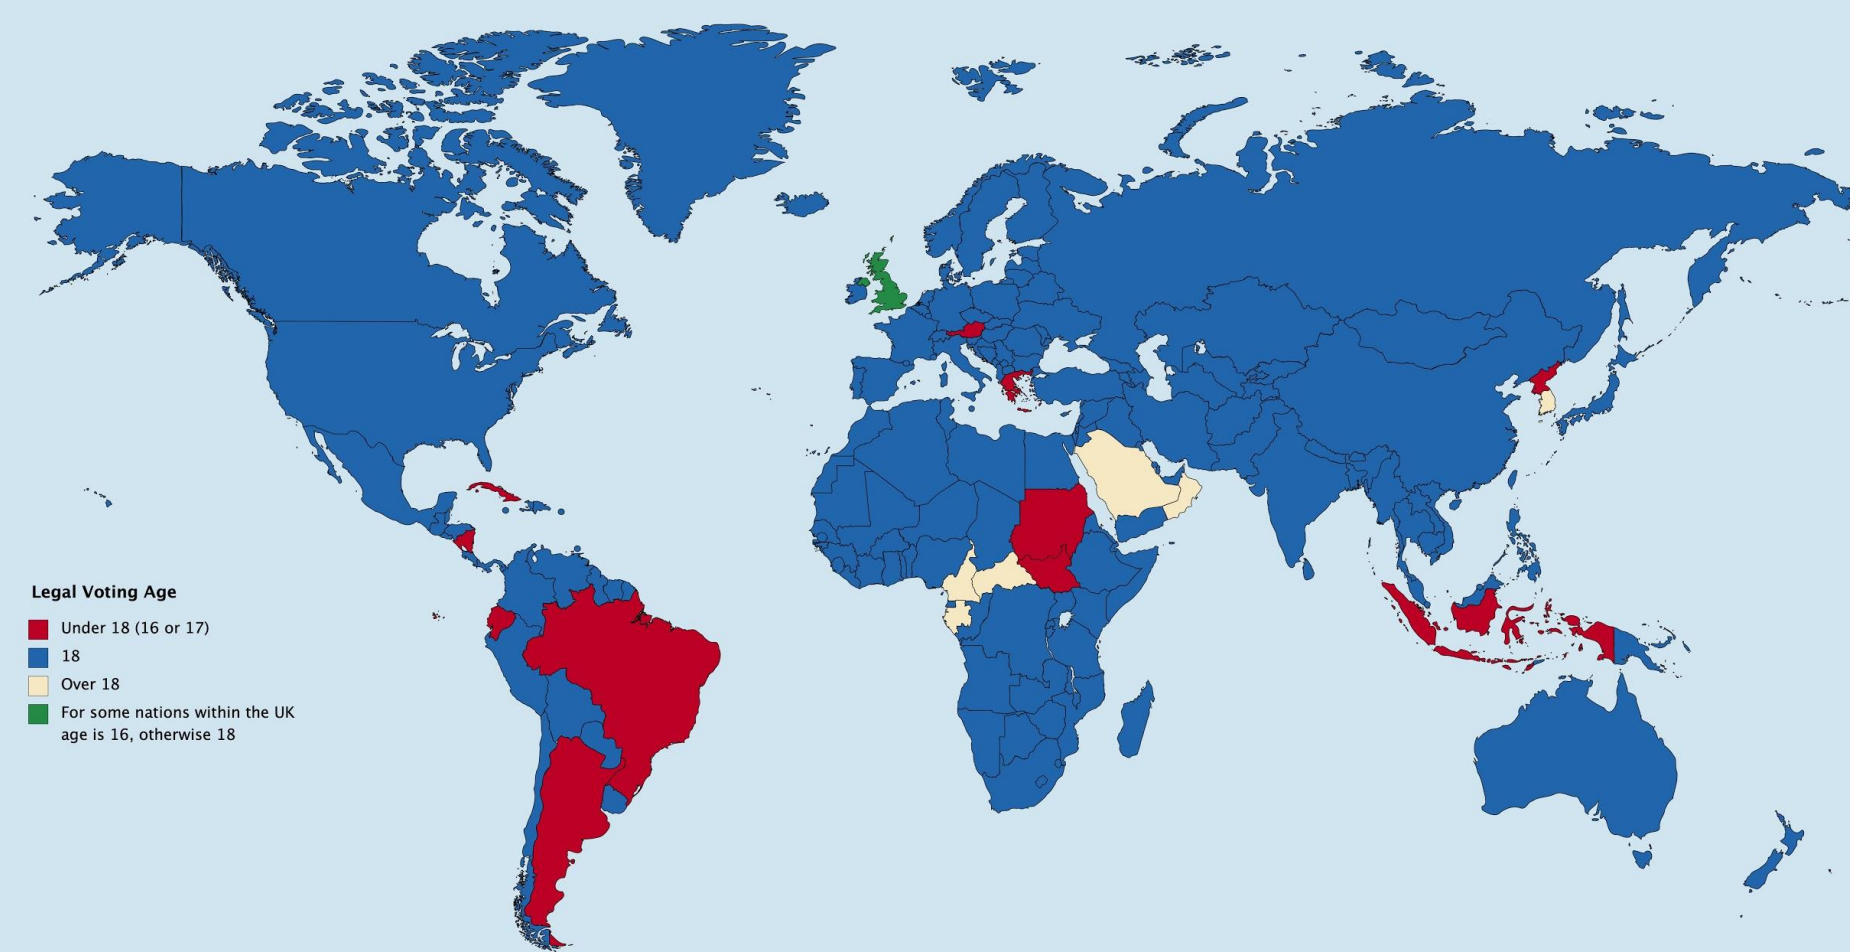 Legal Voting Age
Under 18 (16 or 17)
18
Over 18
For some nations within the UK
age is 16, otherwise 18